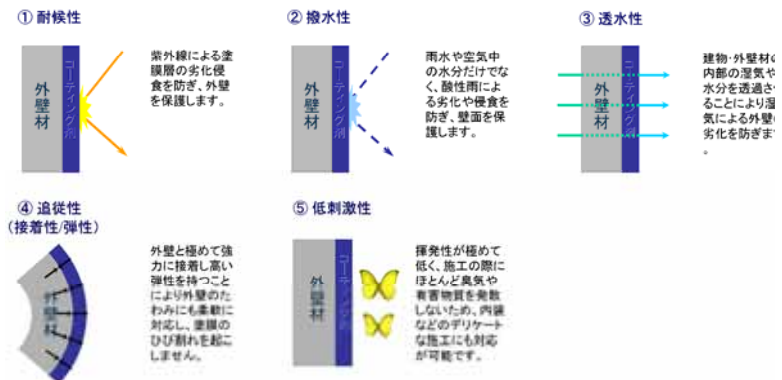 ① 耐候性
外壁材
コーティング剤
紫外線による塗
膜層の劣化侵
食を防ぎ、外壁
を保護します。
② 撥水性
外壁材
コーティング剤
雨水や空気中
の水分だけでな
く、酸性雨によ
る劣化や侵食を
防ぎ、壁面を保
護します。
③ 透水性
外壁材
コーティング剤
建物・外壁材の
内部の湿気や
水分を透過さ
ることにより湿
気による外壁の
劣化を防ぎま
。
④ 追従性
(接着性/弾性)
外壁材
外壁と極めて強
力に接着し高い
弾性を持つこと
により外壁のた
わみにも柔軟に
対応し、塗膜の
ひび割れを起こ
しません。
⑤ 低刺激性
外壁材
コーティング剤
揮発性が極めて
低く、施工の際に
ほとんど臭気や
有害物質を発散
しないため、内装
などのデリケート
な施工にも対応
が可能です。